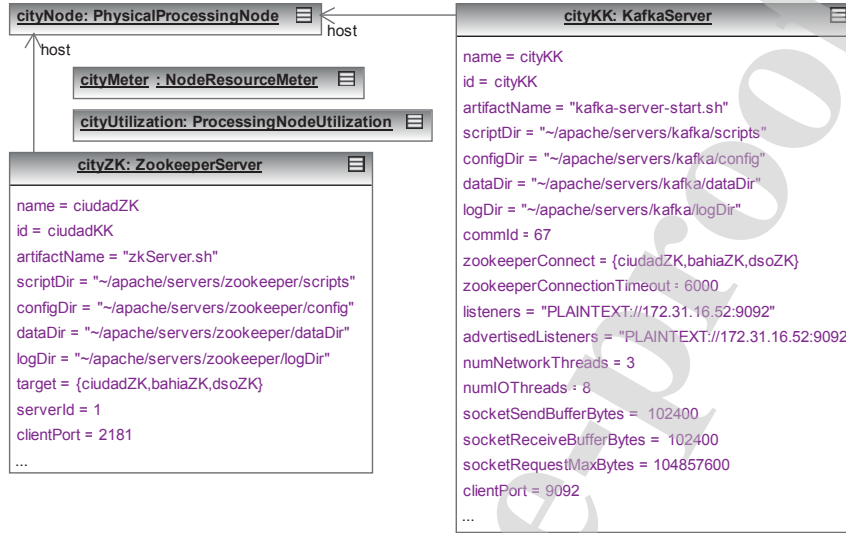 cityNode: PhysicalProcessingNode
host
host
cityMeter : NodeResourceMeter
cityUtilization: ProcessingNodeUtilization
cityZK: ZookeeperServer
name = ciudadZK
id = ciudadKK
artifactName = "zkServer.sh"
scriptDir = "~/apache/servers/zookeeper/scripts"
configDir = "~/apache/servers/zookeeper/config"
dataDir = "~/apache/servers/zookeeper/dataDir"
logDir = "~/apache/servers/zookeeper/logDir"
target = {ciudadZK,bahiaZK,dsoZK}
serverId = 1
clientPort = 2181
...
cityKK: KafkaServer
name = cityKK
id = cityKK
artifactName = "kafka-server-start.sh"
scriptDir = "~/apache/servers/kafka/scripts"
configDir = "~/apache/servers/kafka/config"
dataDir = "~/apache/servers/kafka/dataDir"
logDir = "~/apache/servers/kafka/logDir"
commId = 67
zookeeperConnect = {ciudadZK,bahiaZK,dsoZK}
zookeeperConnectionTimeout = 6000
listeners = "PLAINTEXT://172.31.16.52:9092"
advertisedListeners = "PLAINTEXT://172.31.16.52:9092
numNetworkThreads = 3
numIOThreads = 8
socketSendBufferBytes = 102400
socketReceiveBufferBytes = 102400
socketRequestMaxBytes = 104857600
clientPort = 9092
...
e-proo